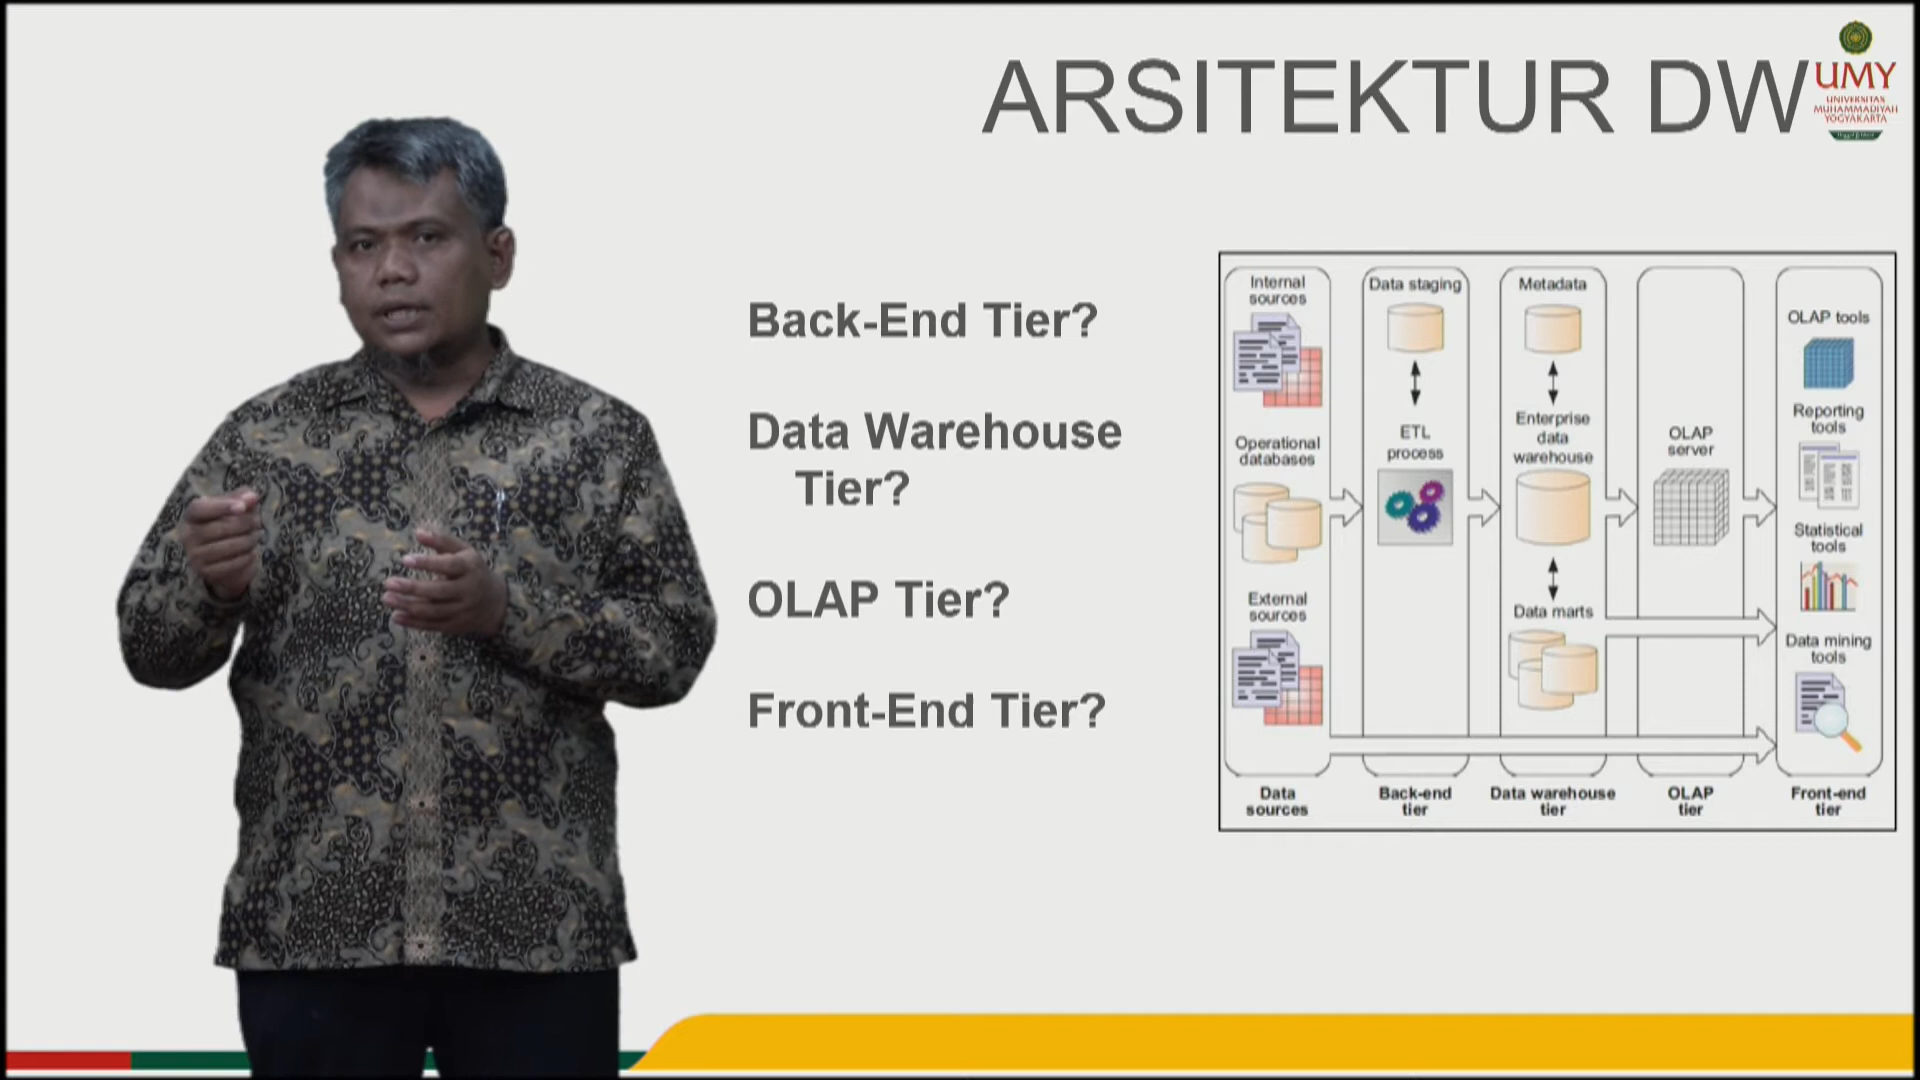 ARSITEKTUR DW
UMY
UNIVERSITAS
MUHAMMADIYAH
YOGYAKARTA
Back-End Tier?
Data Warehouse
Tier?
OLAP Tier?
Front-End Tier?
Internal
sources
Operational
databases
External
sources
Data
sources
Data staging
ETL
process
Back-end
tier
Metadata
Enterprise
data
warehouse
Data marts
Data warehouse
tier
OLAP
server
OLAP
tier
OLAP tools
Reporting
tools
Statistical
tools
Data mining
tools
Front-end
tier